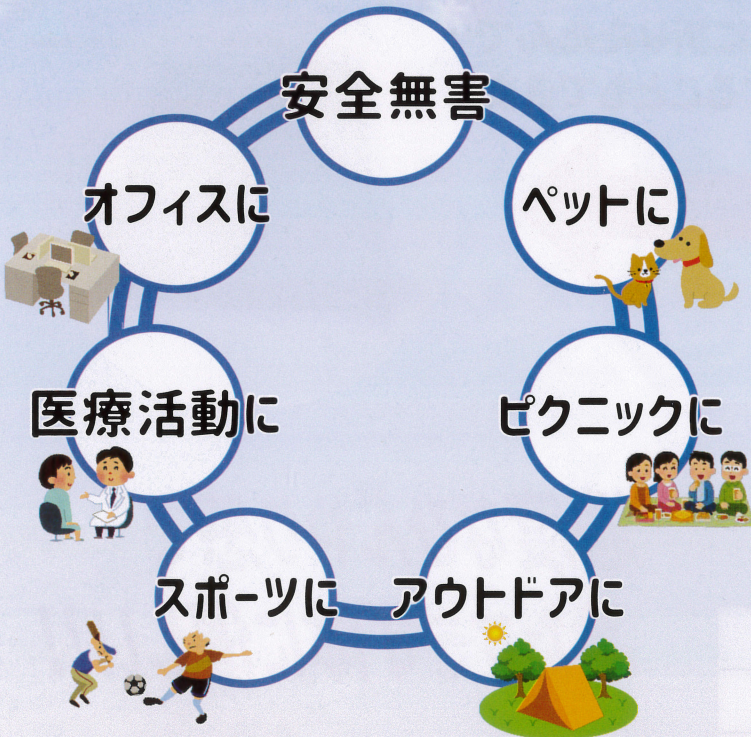 安全無害
ペットに
ピクニックに
アウトドアに
スポーツに
医療活動に
オフィスに